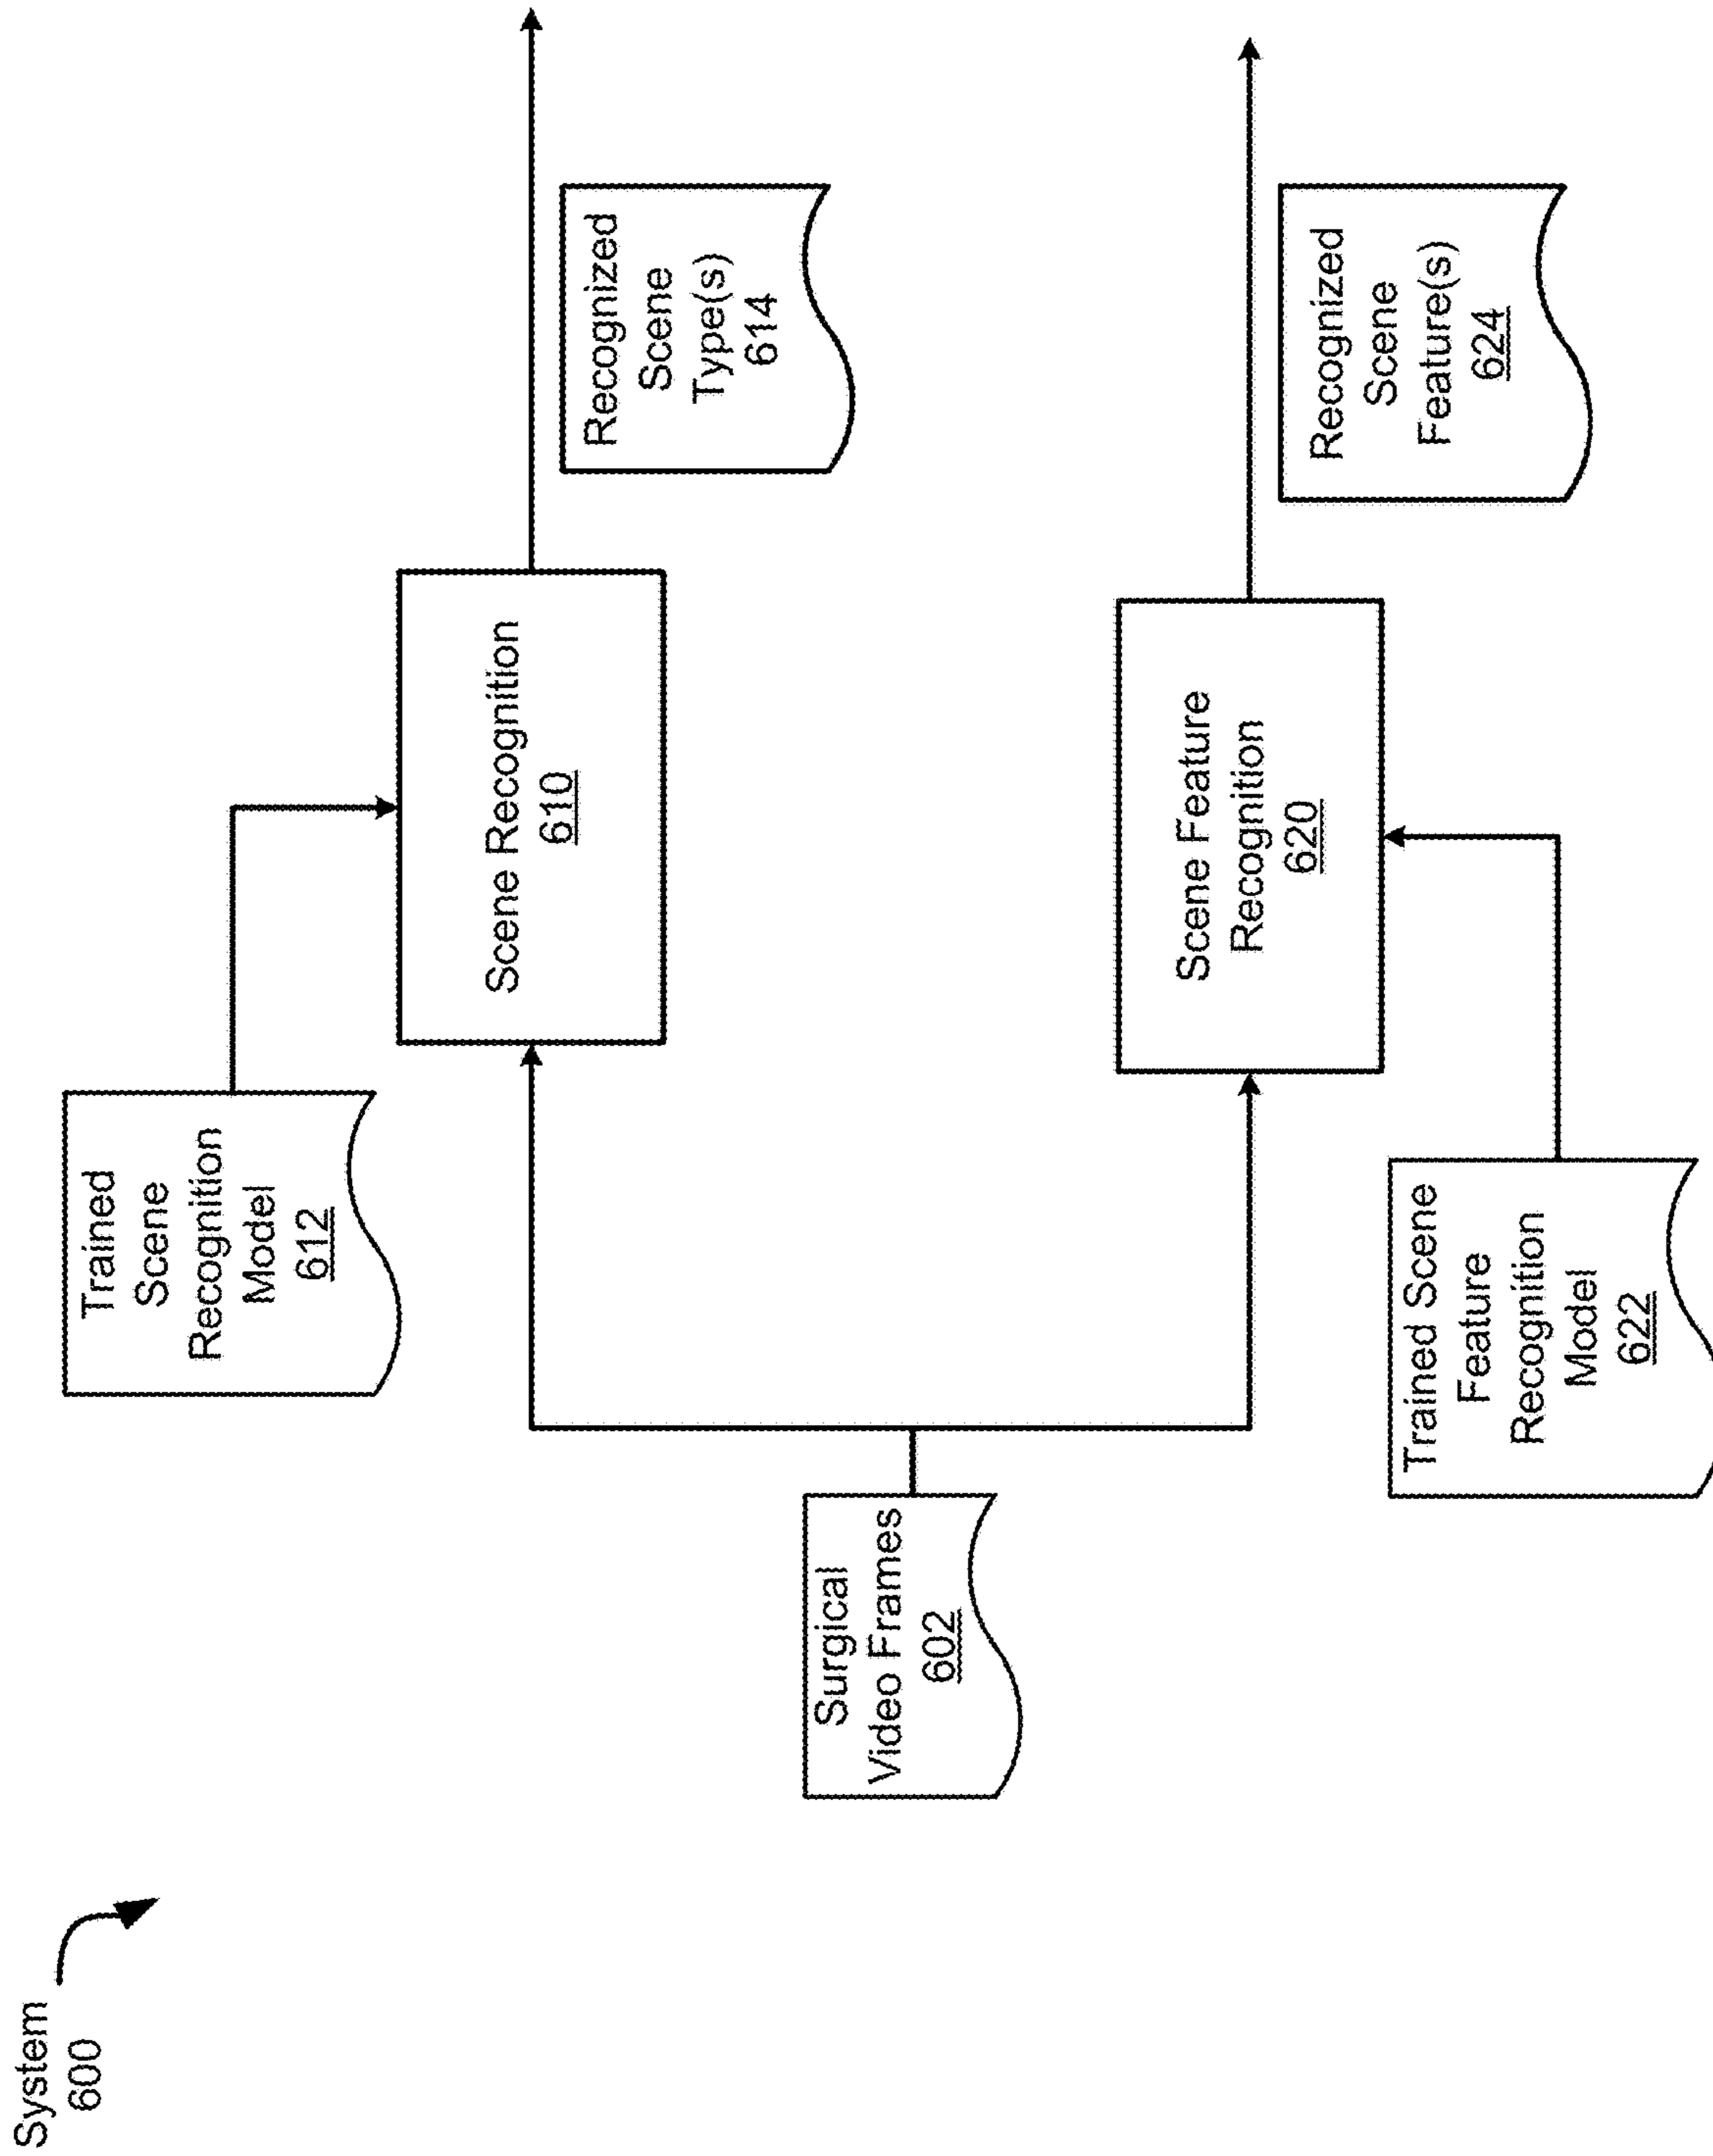 System
600
Trained
Scene
Recognition
Model
612
Scene Recognition
610
Recognized
Scene
Type(s)
614
Surgical
Video Frames
602
Trained Scene
Feature
Recognition
Model
622
Scene Feature
Recognition
620
Recognized
Scene
Feature(s)
624